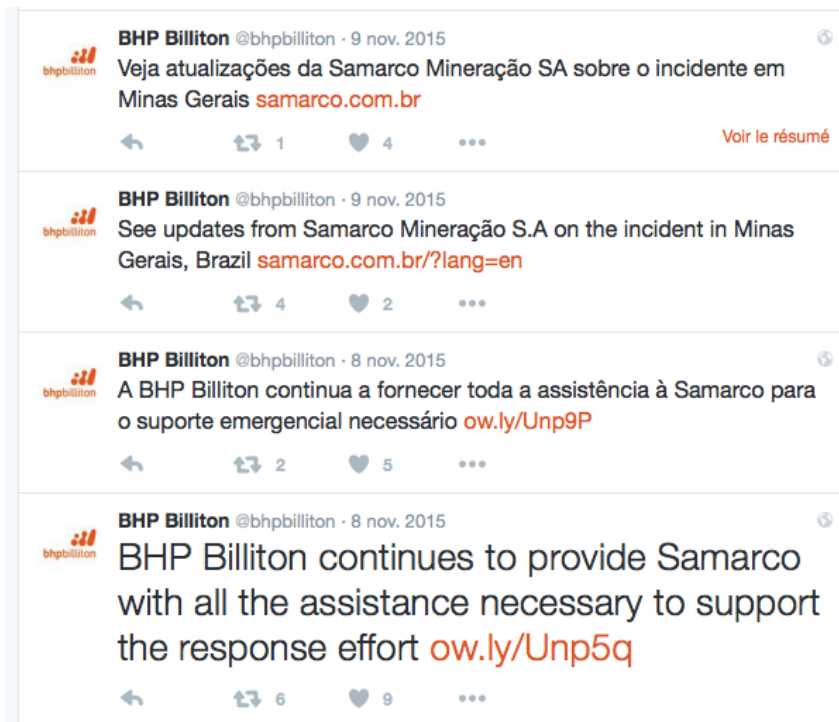 BHP Billiton @bhpbilliton · 9 nov. 2015
bhpbilliton
Veja atualizações da Samarco Mineração SA sobre o incidente em
Minas Gerais samarco.com.br
1 4
Voir le résumé
BHP Billiton @bhpbilliton · 9 nov. 2015
bhpbilliton
See updates from Samarco Mineração S.A on the incident in Minas
Gerais, Brazil samarco.com.br/?lang=en
4 2
BHP Billiton @bhpbilliton · 8 nov. 2015
bhpbilliton
A BHP Billiton continua a fornecer toda a assistência à Samarco para
o suporte emergencial necessário ow.ly/Unp9P
2 5
BHP Billiton @bhpbilliton · 8 nov. 2015
bhpbilliton
BHP Billiton continues to provide Samarco
with all the assistance necessary to support
the response effort ow.ly/Unp5q
6 9